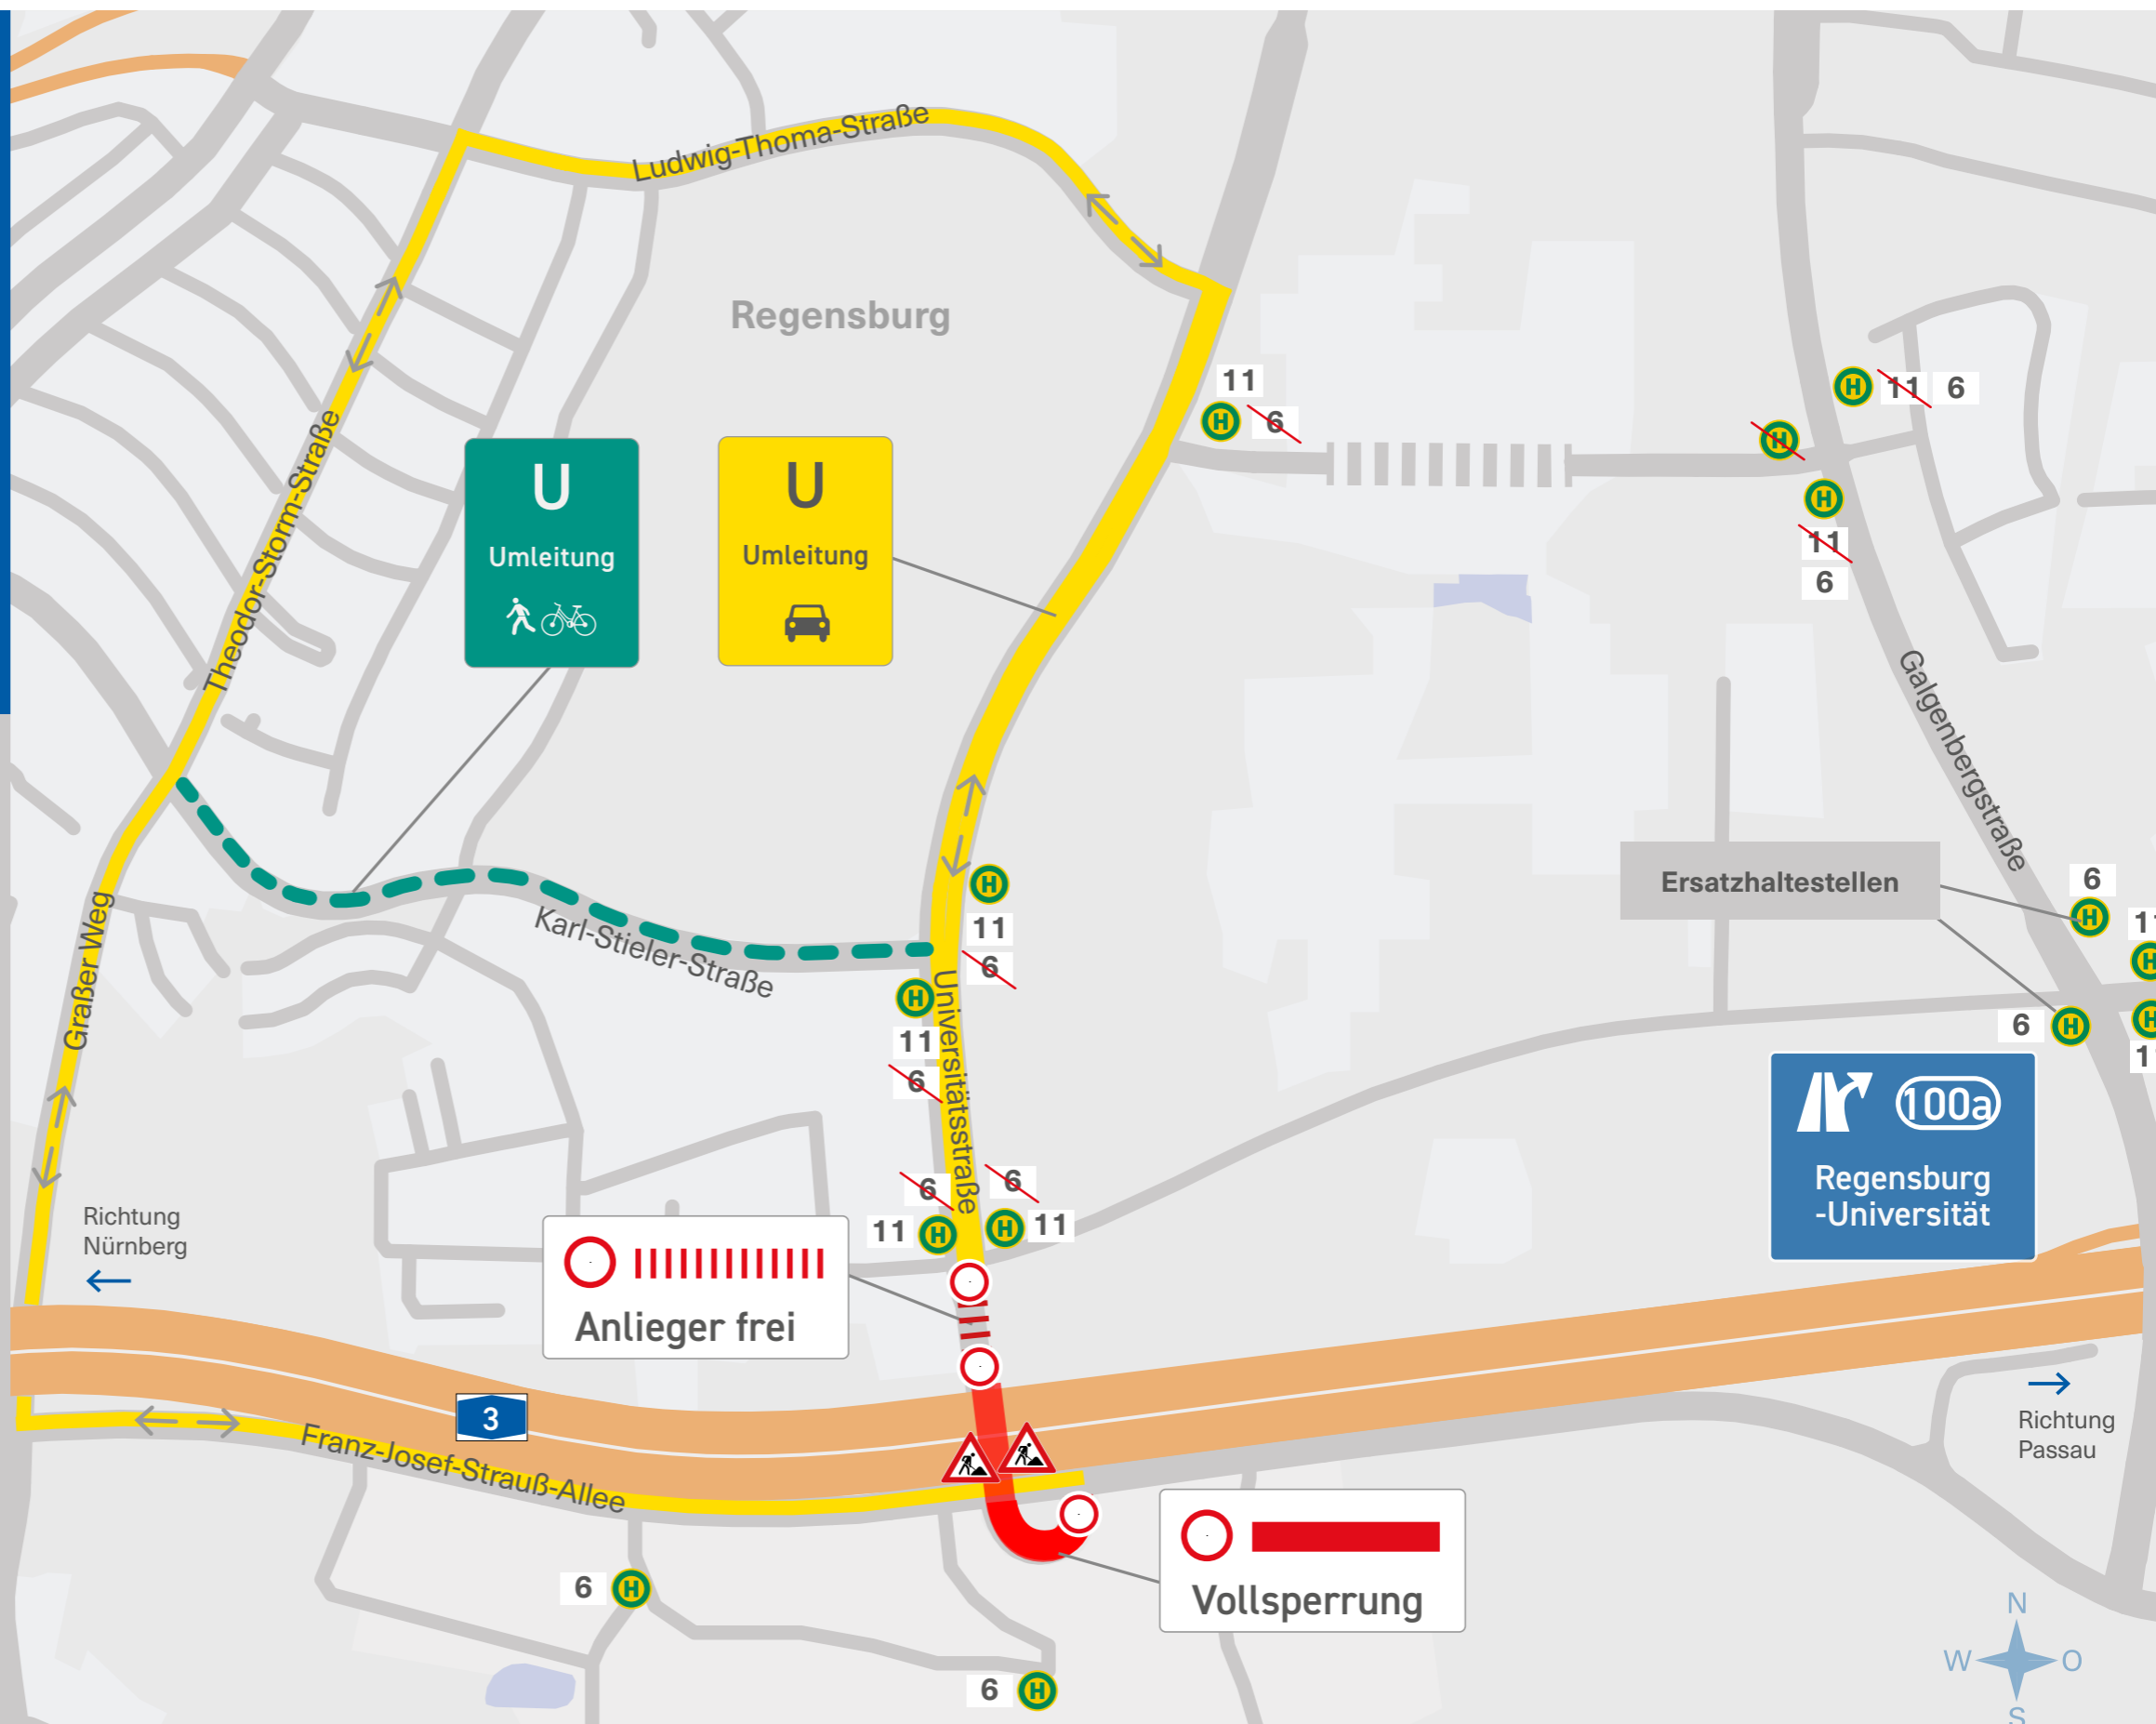 Ludwig-Thoma-Straße
Regensburg
11
H
6
H
11
6
H
H
11
6
Theodor-Storm-Straße
U
Umleitung
U
Umleitung
Galgenbergstraße
Ersatzhaltestellen
6
H
11
H
6
H
H
Graßer Weg
Karl-Stieler-Straße
H
11
6
H
11
6
Universitätsstraße
100a
Regensburg
-Universität
6
6
11
H
H
11
Richtung
Nürnberg
Anlieger frei
3
Franz-Josef-Strauß-Allee
Richtung
Passau
Vollsperrung
6
H
6
H
N
W
O
S